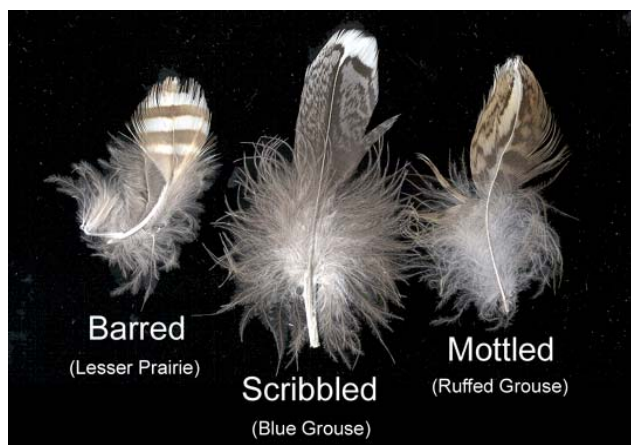 Barred
(Lesser Prairie)
Scribbled
(Blue Grouse)
Mottled
(Ruffed Grouse)